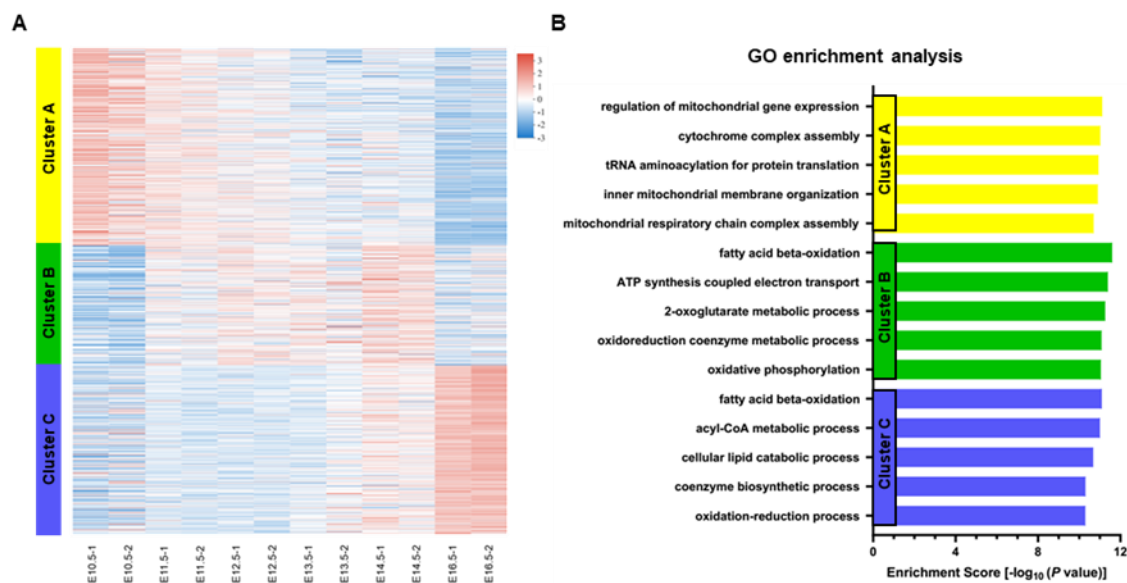 A
Cluster A
Cluster B
Cluster C
3
2
1
0
-1
-2
-3
E10.5-1
E10.5-2
E11.5-1
E11.5-2
E12.5-1
E12.5-2
E13.5-1
E13.5-2
E14.5-1
E14.5-2
E16.5-1
E16.5-2
B
GO enrichment analysis
regulation of mitochondrial gene expression
cytochrome complex assembly
tRNA aminoacylation for protein translation
inner mitochondrial membrane organization
mitochondrial respiratory chain complex assembly
fatty acid beta-oxidation
ATP synthesis coupled electron transport
2-oxoglutarate metabolic process
oxidoreduction coenzyme metabolic process
oxidative phosphorylation
fatty acid beta-oxidation
acyl-CoA metabolic process
cellular lipid catabolic process
coenzyme biosynthetic process
oxidation-reduction process
Cluster A
Cluster B
Cluster C
0 4 8 12
Enrichment Score [-log10 (P value)]